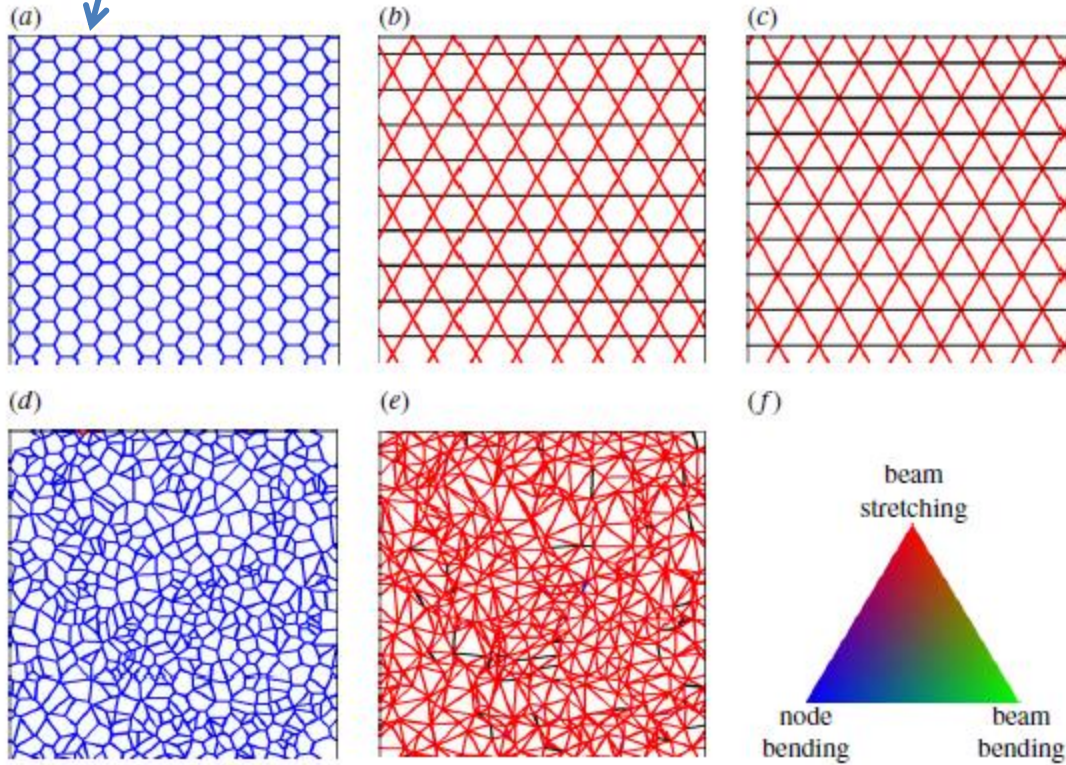 (a)
(b)
(c)
(d)
(e)
(f)
beam
stretching
node
bending
beam
bending